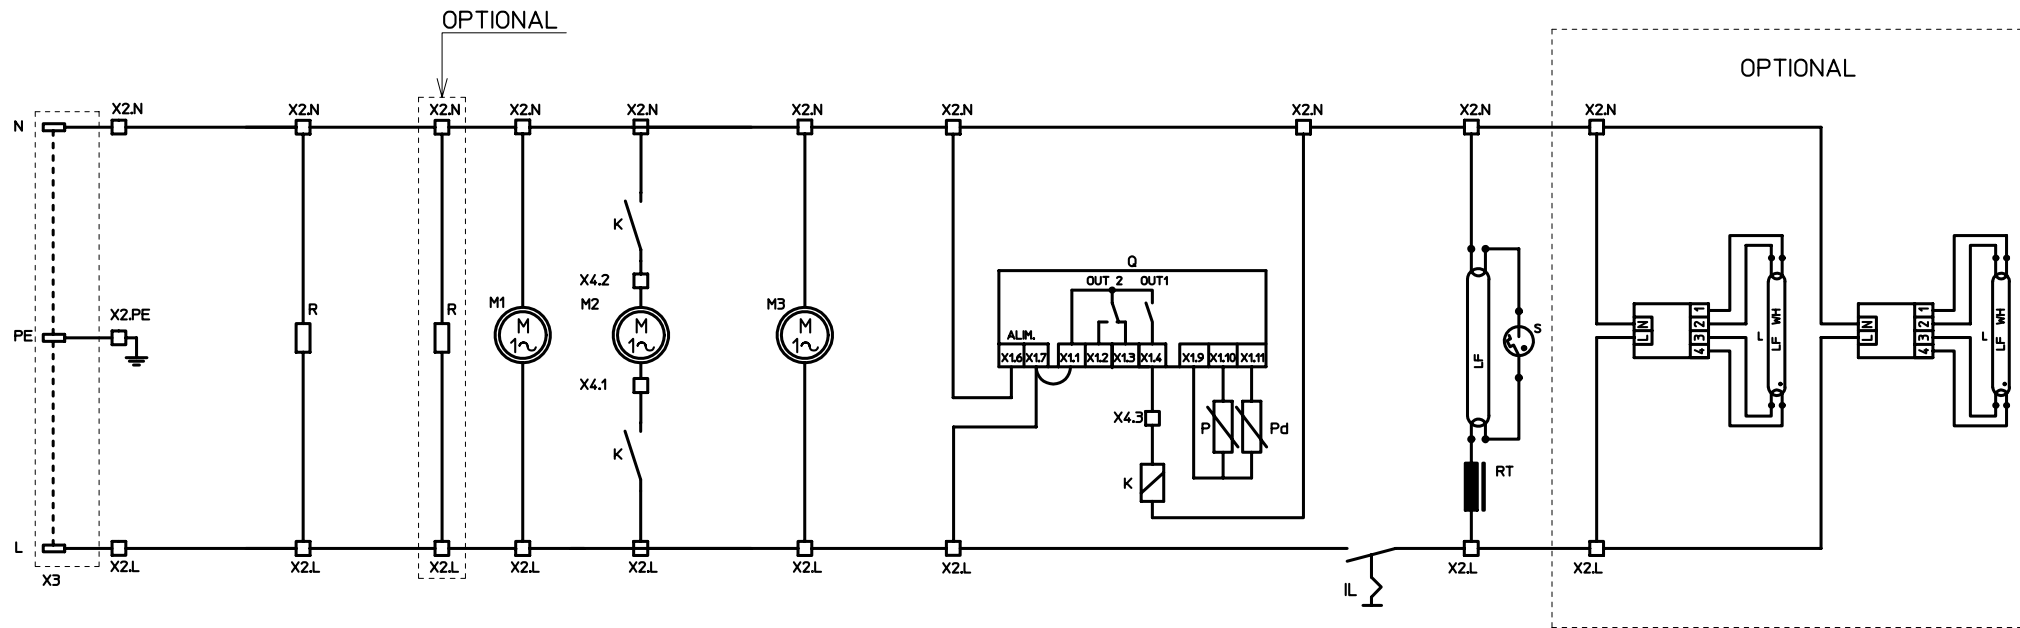 OPTIONAL
OPTIONAL
X2.N X2.N X2.N X2.N X2.N X2.N X2.N X2.N X2.N X2.N
N
K
Q
X4.2
OUT 2 OUT1
M1 M2 M3
R R
X2.PE
PE
M M M
1~ 1~ 1~
ALIM.
X1.6 X1.7 X1.1 X1.2 X1.3 X1.4 X1.9 X1.10 X1.11
S
LF
N L 1 2 3 4 L LF WH
N L 1 2 3 4 L LF WH
X4.1
X4.3
P Pd
K
K
RT
L
X2.L X2.L X2.L X2.L X2.L X2.L X2.L X2.L X2.L
X3
IL